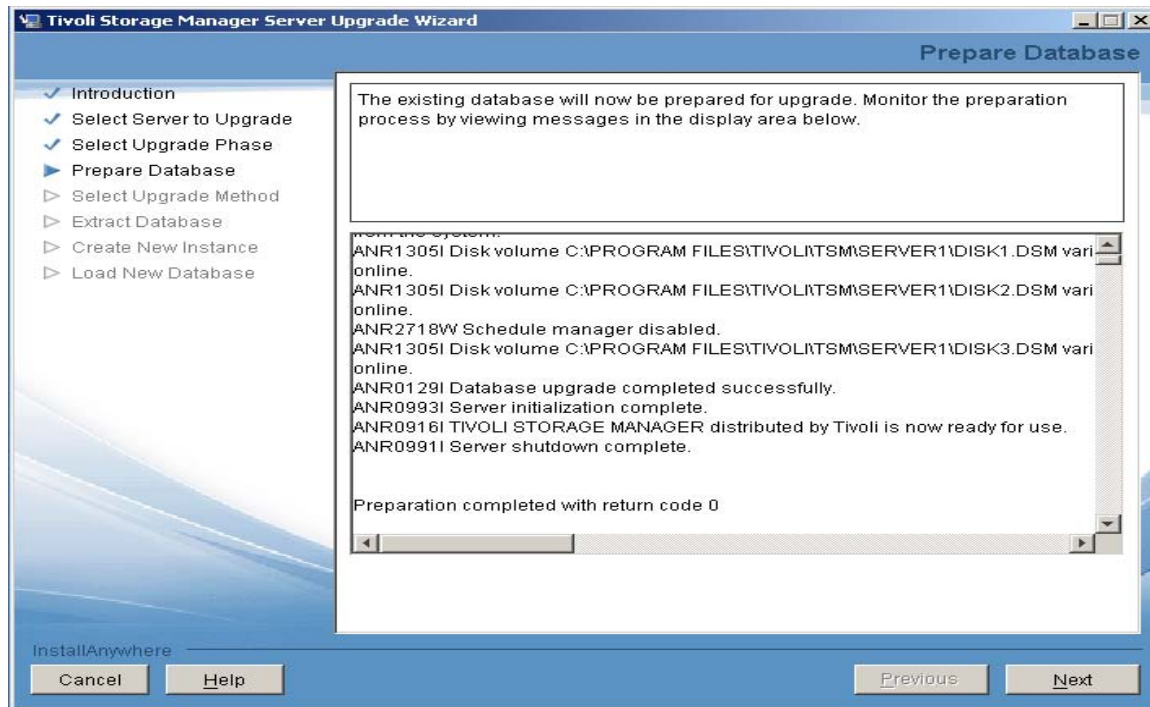 Tivoli Storage Manager Server Upgrade Wizard
Prepare Database
Introduction
Select Server to Upgrade
Select Upgrade Phase
Prepare Database
Select Upgrade Method
Extract Database
Create New Instance
Load New Database
The existing database will now be prepared for upgrade. Monitor the preparation
process by viewing messages in the display area below.
from the system.
ANR1305I Disk volume C:\PROGRAM FILES\TIVOLI\TSM\SERVER1\DISK1.DSM vari
online.
ANR1305I Disk volume C:\PROGRAM FILES\TIVOLI\TSM\SERVER1\DISK2.DSM vari
online.
ANR2718W Schedule manager disabled.
ANR1305I Disk volume C:\PROGRAM FILES\TIVOLI\TSM\SERVER1\DISK3.DSM vari
online.
ANR0129I Database upgrade completed successfully.
ANR0993I Server initialization complete.
ANR0916I TIVOLI STORAGE MANAGER distributed by Tivoli is now ready for use.
ANR0991I Server shutdown complete.
Preparation completed with return code 0
InstallAnywhere
Cancel Help Previous Next